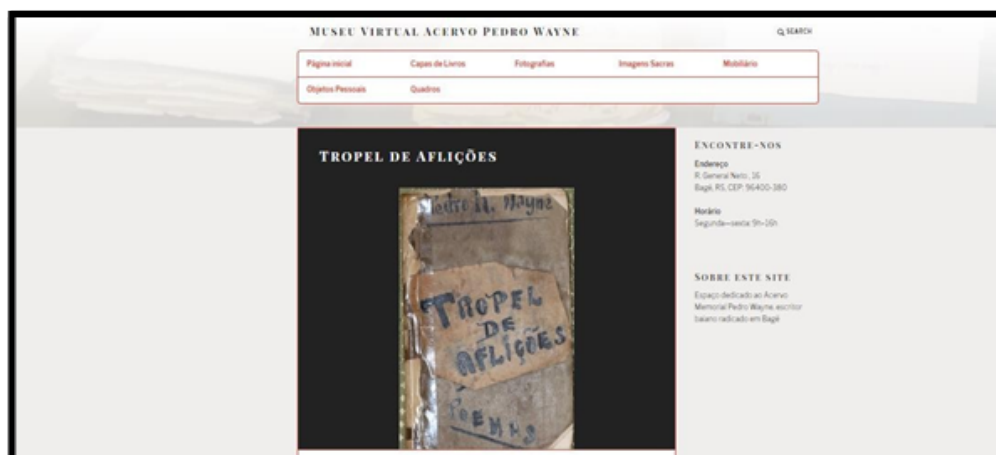 MUSEU VIRTUAL ACERVO PEDRO WAYNE
SEARCH
Página inicial
Capas de Livros
Fotografias
Imagens Sacras
Mobiliário
Objetos Pessoais
Quadros
TROPEL DE AFLIÇÕES
Pedro R. Wayne
TROPEL
DE
AFLIÇÕES
POEMAS
ENCONTRE-NOS
Endereço
R. General Neto, 16
Bagé, RS, CEP: 96400-380
Horário
Segunda—sexta: 9h–16h
SOBRE ESTE SITE
Espaço dedicado ao Acervo
Memorial Pedro Wayne, escritor
baiano radicado em Bagé